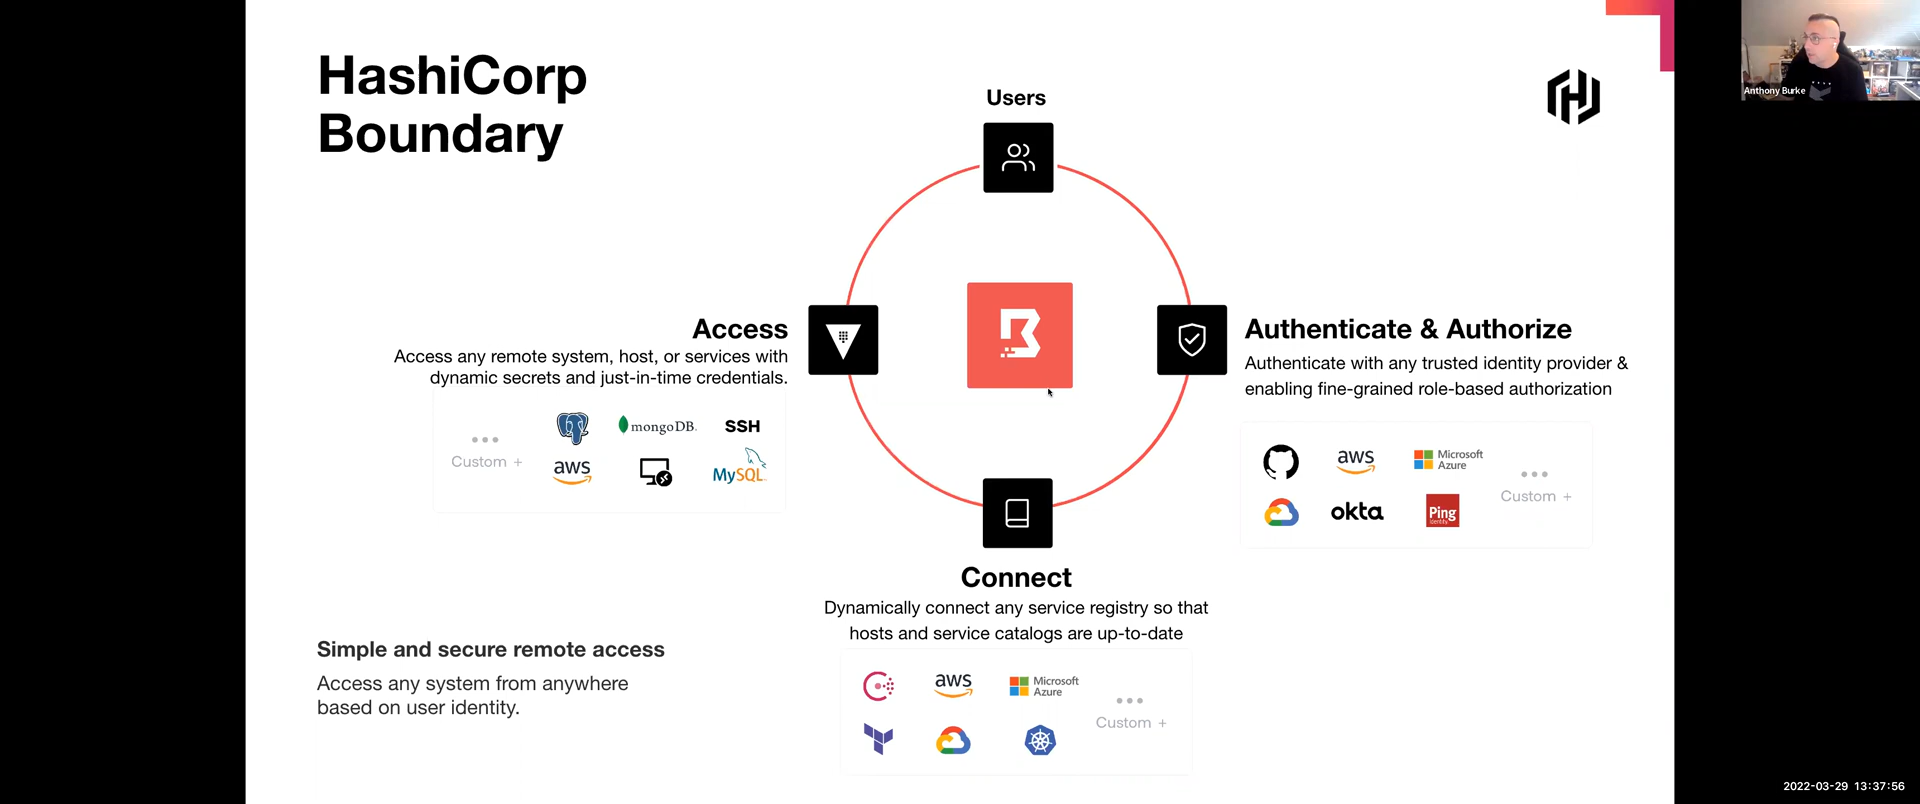 HashiCorp
Boundary
Users
Anthony Burke
Access
Access any remote system, host, or services with
dynamic secrets and just-in-time credentials.
Custom +
mongoDB.
SSH
aws
MySQL
Authenticate & Authorize
Authenticate with any trusted identity provider &
enabling fine-grained role-based authorization
aws
Microsoft
Azure
okta
Ping
Identity
Custom +
Connect
Dynamically connect any service registry so that
hosts and service catalogs are up-to-date
aws
Microsoft
Azure
Custom +
Simple and secure remote access
Access any system from anywhere
based on user identity.
2022-03-29 13:37:56